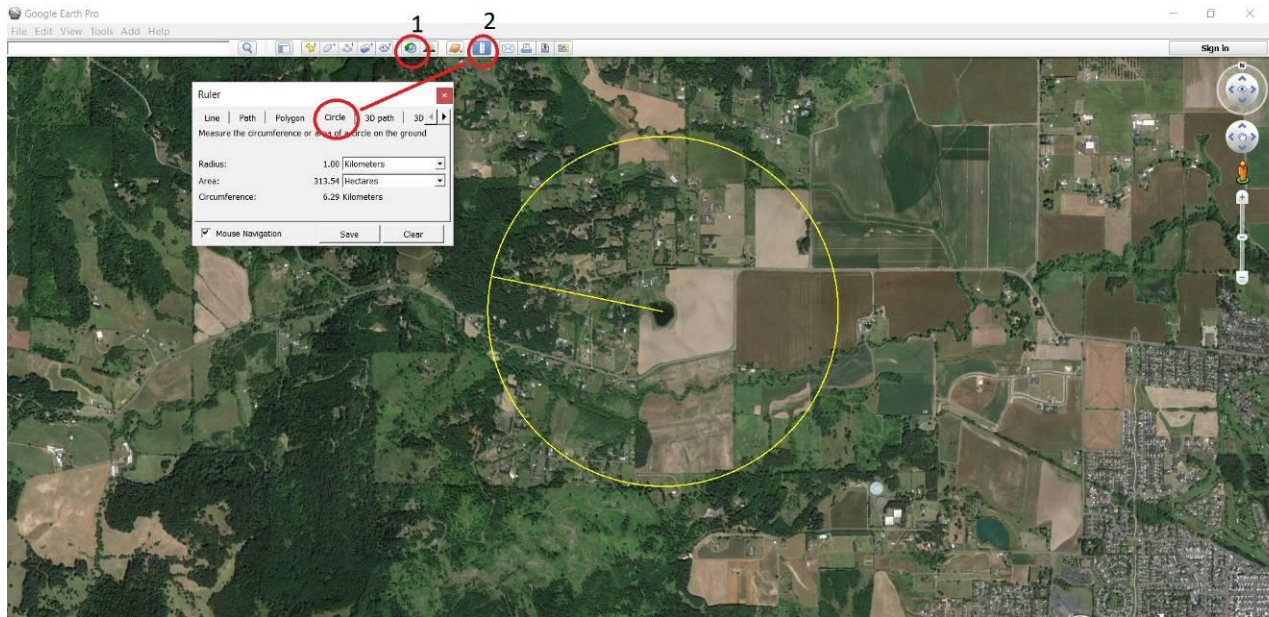 Google Earth Pro
1 2
File Edit View Tools Add Help
Sign in
N
Ruler
Line Path Polygon Circle 3D path 3D
Measure the circumference or area of a circle on the ground
Radius: 1.00 Kilometers
Area: 313.54 Hectares
Circumference: 6.29 Kilometers
Mouse Navigation Save Clear